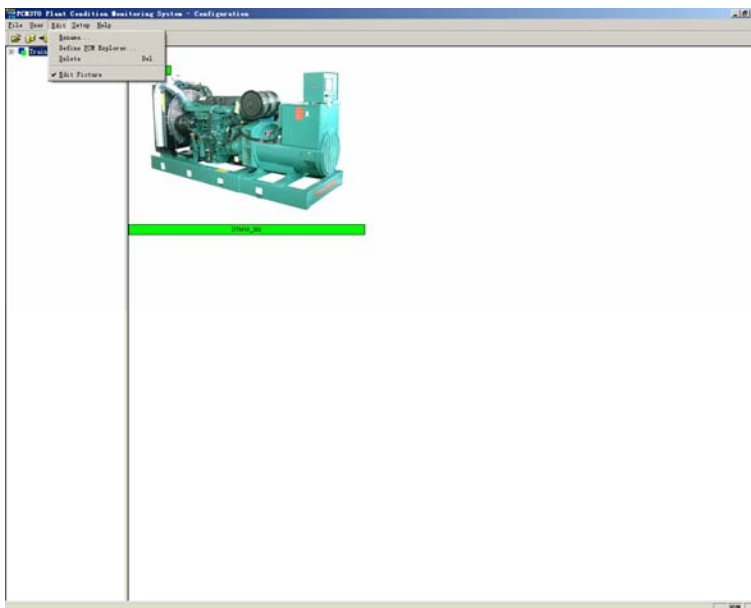 PCM370 Plant Condition Monitoring System - Configuration
File User Edit Setup Help
Rename...
Define PCM Explorer...
Delete Del
Edit Picture
Train